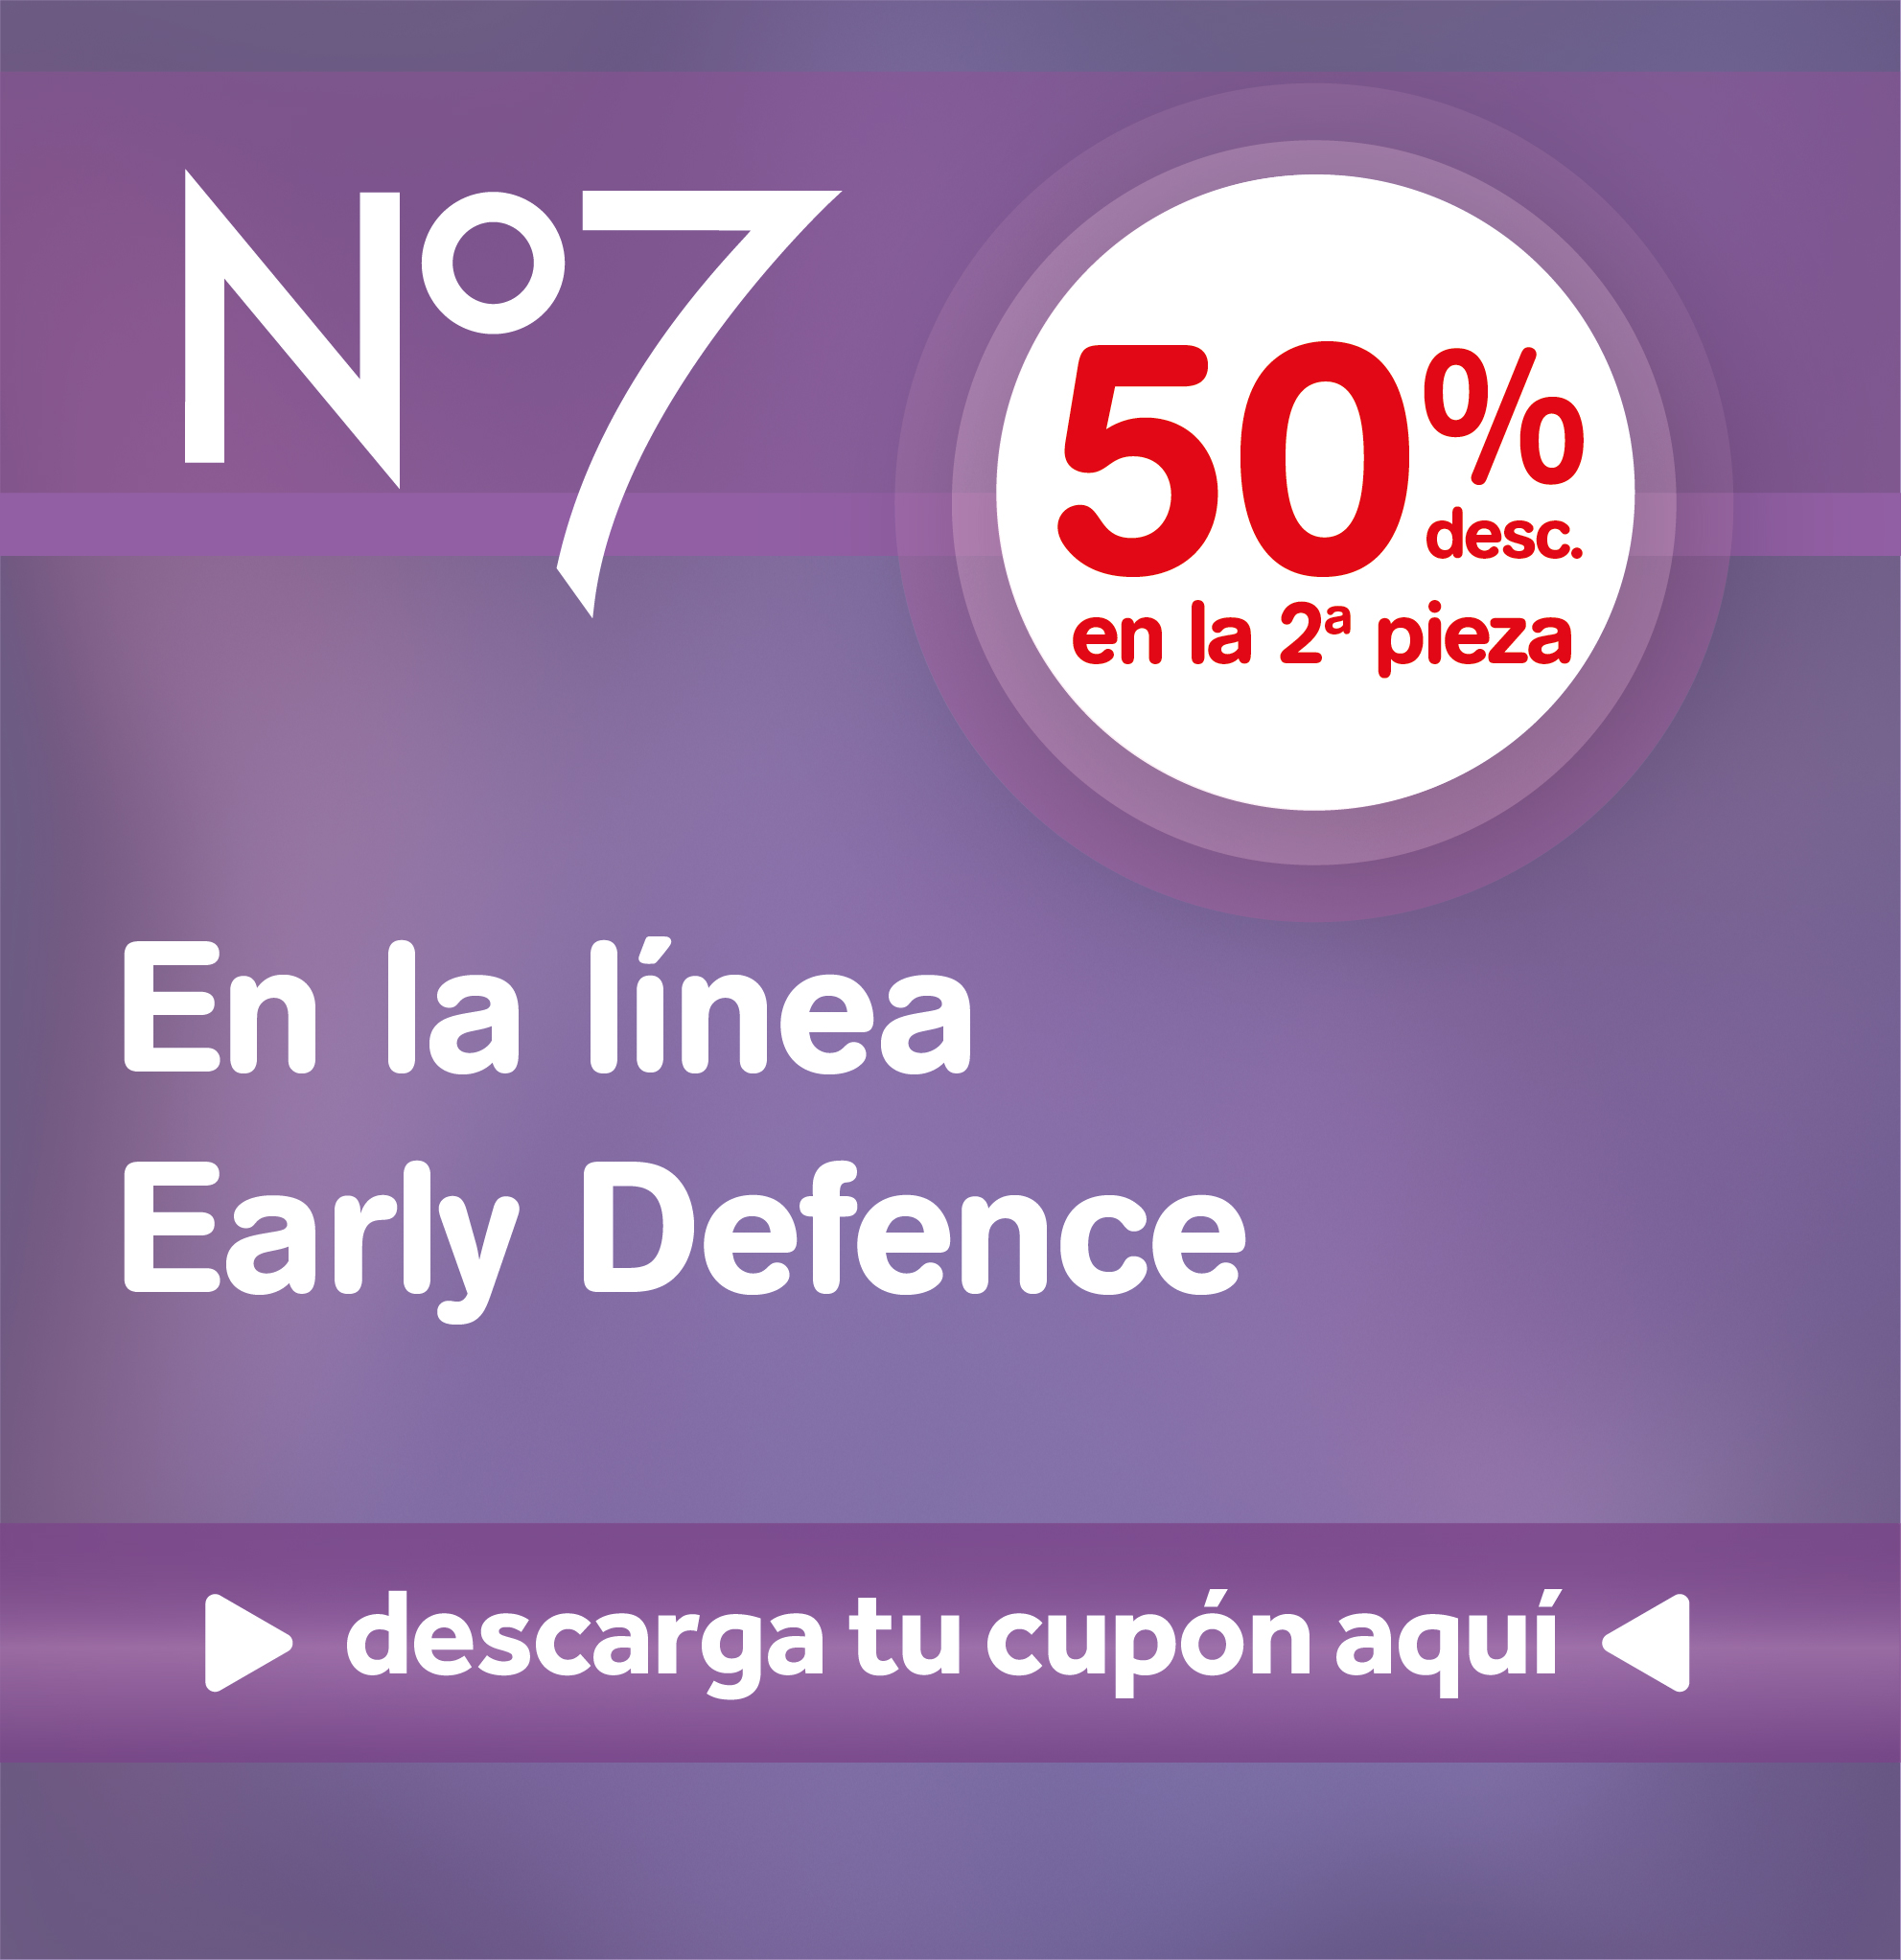 Nº7
50%
desc.
en la 2ª pieza
En la línea
Early Defence
descarga tu cupón aquí